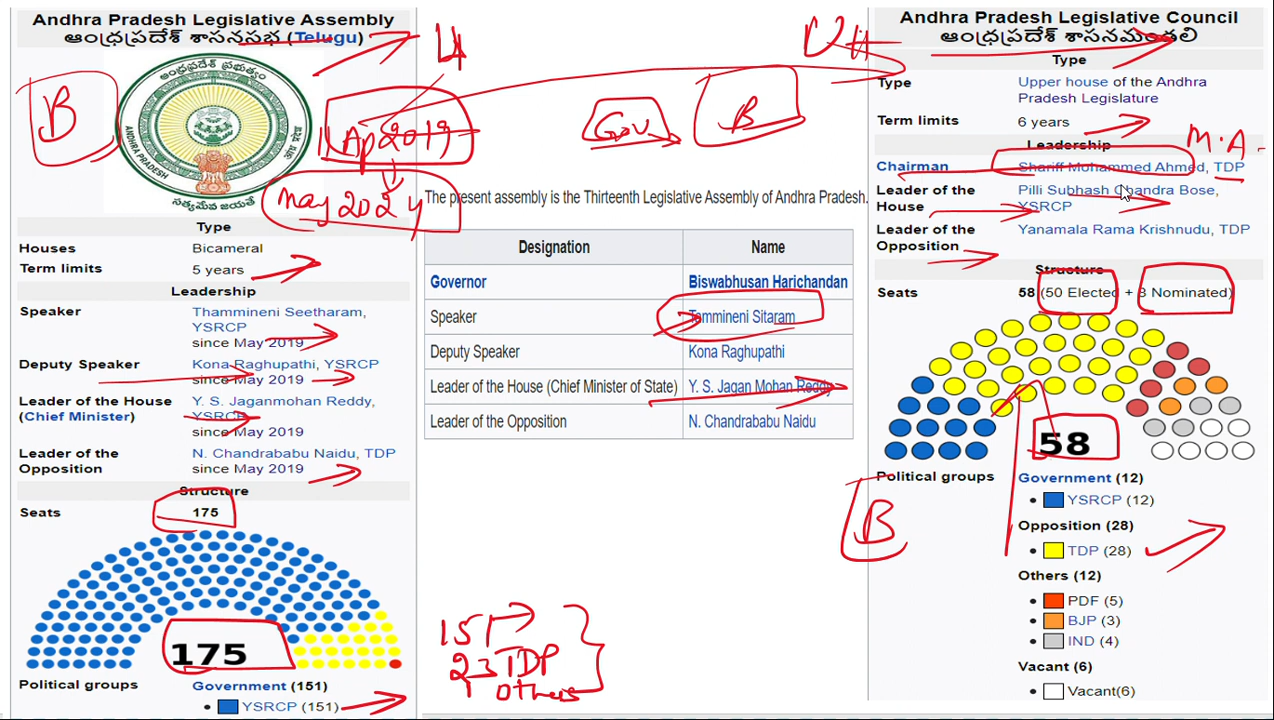 Andhra Pradesh Legislative Assembly
ఆంధ్రప్రదేశ్ శాసనసభ (Telugu)
ANDHRA PRADESH
సత్యమేవ జయతే
B
Type
Houses Bicameral
Term limits 5 years
Leadership
Speaker Thammineni Seetharam,
YSRCP
since May 2019
Deputy Speaker Kona Raghupathi, YSRCP
since May 2019
Leader of the House Y. S. Jaganmohan Reddy,
(Chief Minister) YSRCP
since May 2019
Leader of the N. Chandrababu Naidu, TDP
Opposition since May 2019
Structure
Seats 175
175
Political groups Government (151)
YSRCP (151)
LA
Ap 2019
May 2024
Gov
B
The present assembly is the Thirteenth Legislative Assembly of Andhra Pradesh.
Designation Name
Governor Biswabhusan Harichandan
Speaker Tammineni Sitaram
Deputy Speaker Kona Raghupathi
Leader of the House (Chief Minister of State) Y. S. Jagan Mohan Reddy
Leader of the Opposition N. Chandrababu Naidu
151
23 TDP
1 others
Andhra Pradesh Legislative Council
ఆంధ్రప్రదేశ్ శాసనమండలి
Type
Type Upper house of the Andhra
Pradesh Legislature
Term limits 6 years
M.A
Leadership
Chairman Shariff Mohammed Ahmed, TDP
Leader of the Pilli Subhash Chandra Bose,
House YSRCP
Leader of the Yanamala Rama Krishnudu, TDP
Opposition
Structure
Seats 58 (50 Elected + 8 Nominated)
58
B
Political groups Government (12)
YSRCP (12)
Opposition (28)
TDP (28)
Others (12)
PDF (5)
BJP (3)
IND (4)
Vacant (6)
Vacant(6)